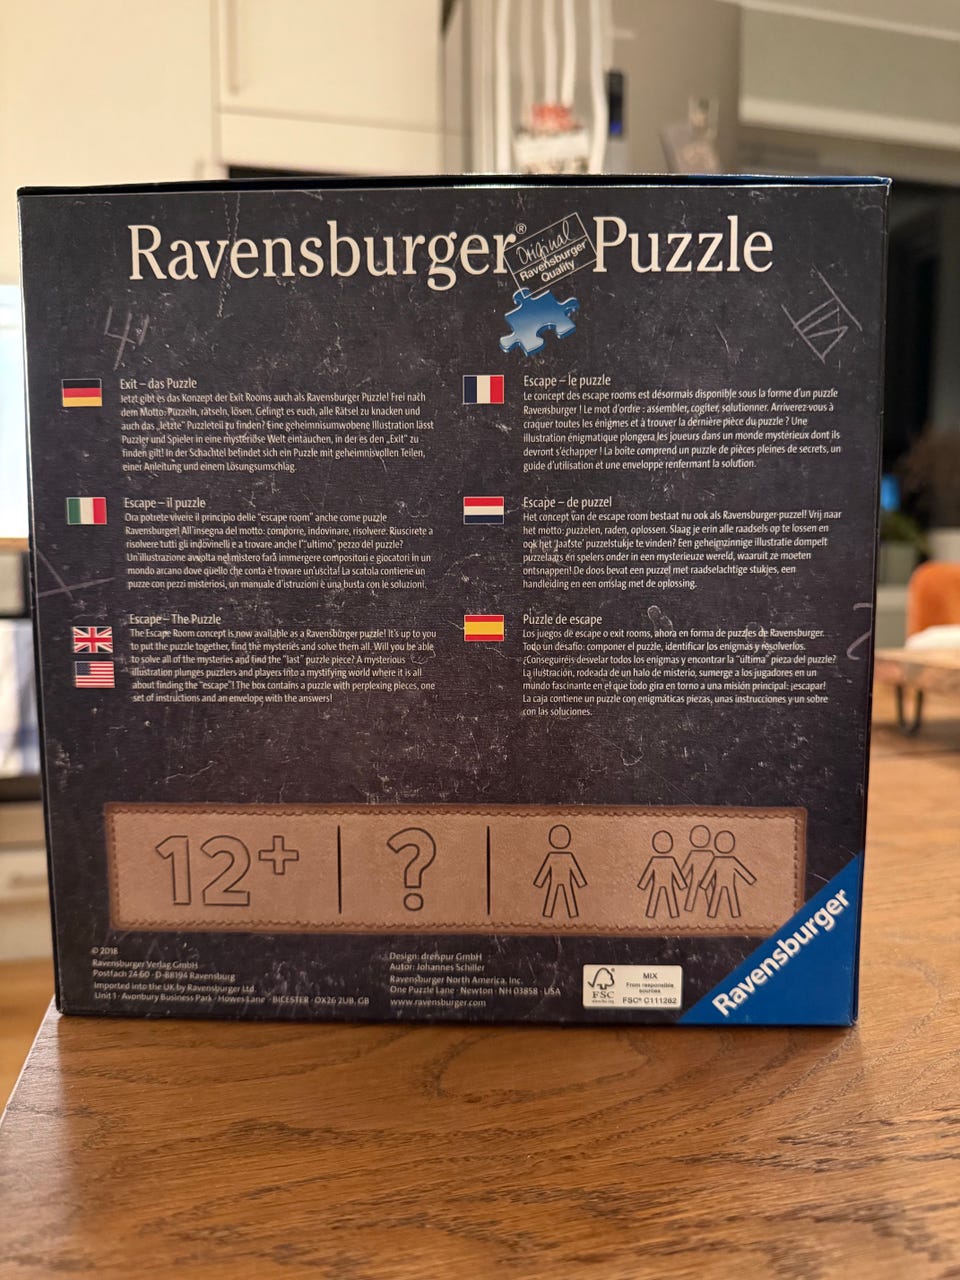 Ravensburger® Puzzle
Original
Ravensburger
Quality
Exit – das Puzzle
Jetzt gibt es das Konzept der Exit Rooms auch als Ravensburger Puzzle! Frei nach
dem Motto: Puzzeln, rätseln, lösen. Gelingt es euch, alle Rätsel zu knacken und
auch das „letzte" Puzzleteil zu finden? Eine geheimnisumwobene Illustration lässt
Puzzler und Spieler in eine mysteriöse Welt eintauchen, in der es den „Exit" zu
finden gilt! In der Schachtel befindet sich ein Puzzle mit geheimnisvollen Teilen,
einer Anleitung und einem Lösungsumschlag.
Escape – le puzzle
Le concept des escape rooms est désormais disponible sous la forme d'un puzzle
Ravensburger ! Le mot d'ordre : assembler, cogiter, solutionner. Arriverez-vous à
craquer toutes les énigmes et à trouver la dernière pièce du puzzle ? Une
illustration énigmatique plongera les joueurs dans un monde mystérieux dont ils
devront s'échapper ! La boîte comprend un puzzle de pièces pleines de secrets, un
guide d'utilisation et une enveloppe renfermant la solution.
Escape – il puzzle
Ora potrete vivere il principio delle "escape room" anche come puzzle
Ravensburger! All'insegna del motto: comporre, indovinare, risolvere. Riuscirete a
risolvere tutti gli indovinelli e a trovare anche l'"ultimo" pezzo del puzzle?
Un'illustrazione avvolta nel mistero farà immergere compositori e giocatori in un
mondo arcano dove quello che conta è trovare un'uscita! La scatola contiene un
puzze con pezzi misteriosi, un manuale d'istruzioni e una busta con le soluzioni.
Escape – de puzzel
Het concept van de escape room bestaat nu ook als Ravensburger-puzzel! Vrij naar
het motto: puzzelen, raden, oplossen. Slaag je erin alle raadsels op te lossen en
ook het „laatste" puzzelstukje te vinden? Een geheimzinnige illustratie dompelt
puzzelaars én spelers onder in een mysterieuze wereld, waaruit ze moeten
ontsnappen! De doos bevat een puzzel met raadselachtige stukjes, een
handleiding en een omslag met de oplossing.
Escape – The Puzzle
The Escape Room concept is now available as a Ravensburger puzzle! It's up to you
to put the puzzle together, find the mysteries and solve them all. Will you be able
to solve all of the mysteries and find the "last" puzzle piece? A mysterious
illustration plunges puzzlers and players into a mystifying world where it is all
about finding the "escape"! The box contains a puzzle with perplexing pieces, one
set of instructions and an envelope with the answers!
Puzzle de escape
Los juegos de escape o exit rooms, ahora en forma de puzzles de Ravensburger.
Todo un desafío: componer el puzzle, identificar los enigmas y resolverlos.
¿Conseguiréis desvelar todos los enigmas y encontrar la "última" pieza del puzzle?
La ilustración, rodeada de un halo de misterio, sumerge a los jugadores en un
mundo fascinante en el que todo gira en torno a una misión principal: ¡escapar!
La caja contiene un puzzle con enigmáticas piezas, unas instrucciones y un sobre
con las soluciones.
12+ ?
© 2018
Ravensburger Verlag GmbH
Postfach 24 60 · D-88194 Ravensburg
Imported into the UK by Ravensburger Ltd.
Unit 1 · Avonbury Business Park · Howes Lane · BICESTER · OX26 2UB, GB
Design: dreipur GmbH
Autor: Johannes Schiller
Ravensburger North America, Inc.
One Puzzle Lane · Newton · NH 03858 · USA
www.ravensburger.com
FSC
MIX
From responsible
sources
FSC® C111262
Ravensburger